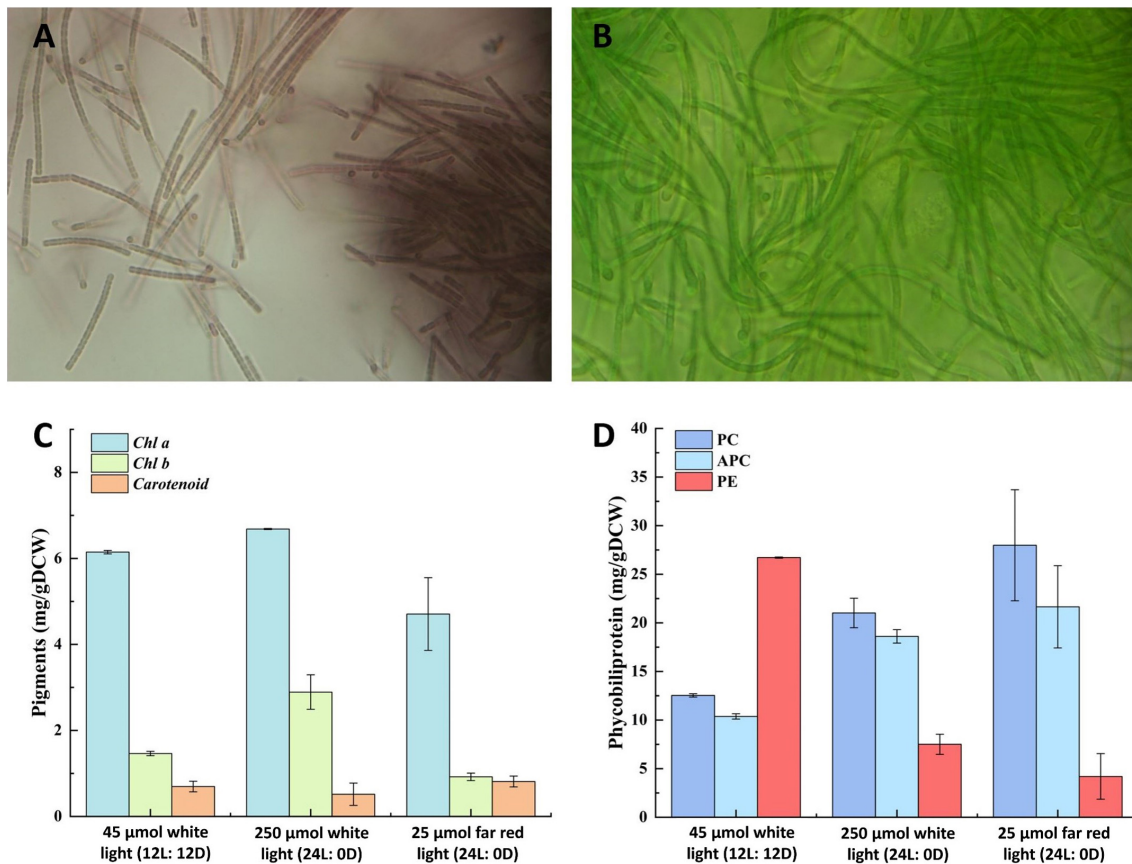 A
B
C
Chl a
Chl b
Carotenoid
Pigments (mg/gDCW)
8
6
4
2
0
45 µmol white
light (12L: 12D)
250 µmol white
light (24L: 0D)
25 µmol far red
light (24L: 0D)
D
PC
APC
PE
Phycobiliprotein (mg/gDCW)
40
35
30
25
20
15
10
5
0
45 µmol white
light (12L: 12D)
250 µmol white
light (24L: 0D)
25 µmol far red
light (24L: 0D)